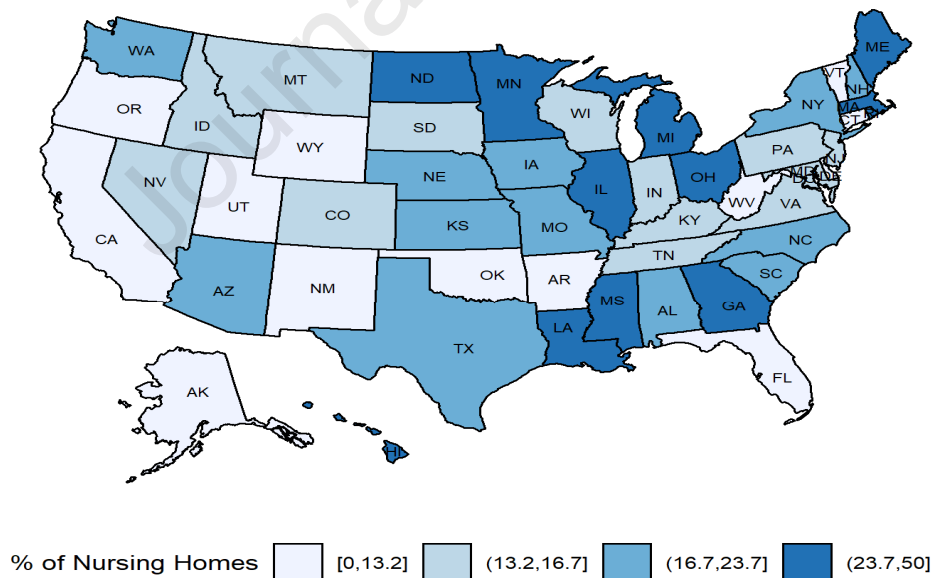 Journal
WA
ME
MT
ND
MN
VT
NH
OR
NY
MA
RI
CT
WI
ID
SD
MI
WY
PA
IA
NE
OH
NV
IL
IN
MD
DE
DC
UT
WV
VA
CO
KS
MO
KY
CA
NC
TN
OK
AR
SC
AZ
NM
MS
AL
GA
LA
TX
FL
AK
HI
% of Nursing Homes [0,13.2] (13.2,16.7] (16.7,23.7] (23.7,50]